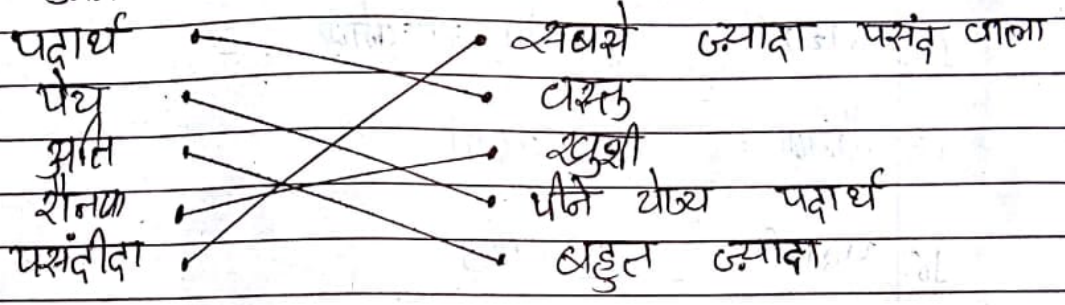 पदार्थ सबसे ज्यादा पसंद वाला
पेय वस्तु
अति खुशी
रौनक पीने योग्य पदार्थ
पसंदीदा बहुत ज्यादा